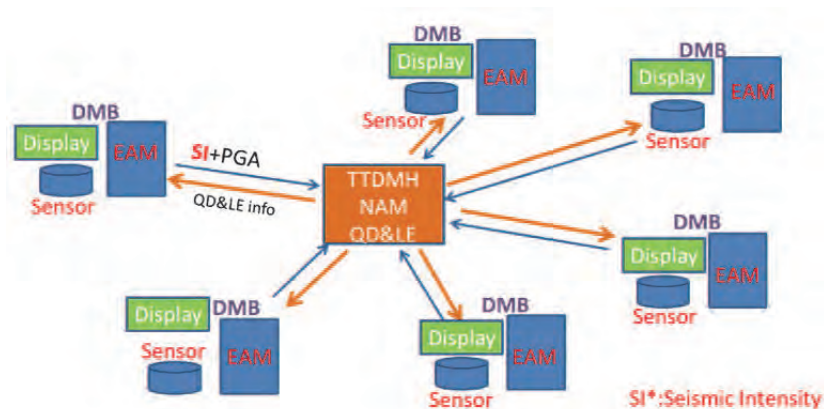 DMB
Display
EAM
Sensor
DMB
Display
EAM
Sensor
DMB
Display
EAM
Sensor
SI+PGA
QD&LE info
TTDMH
NAM
QD&LE
DMB
Display
EAM
Sensor
DMB
Display
EAM
Sensor
DMB
Display
EAM
Sensor
SI*:Seismic Intensity